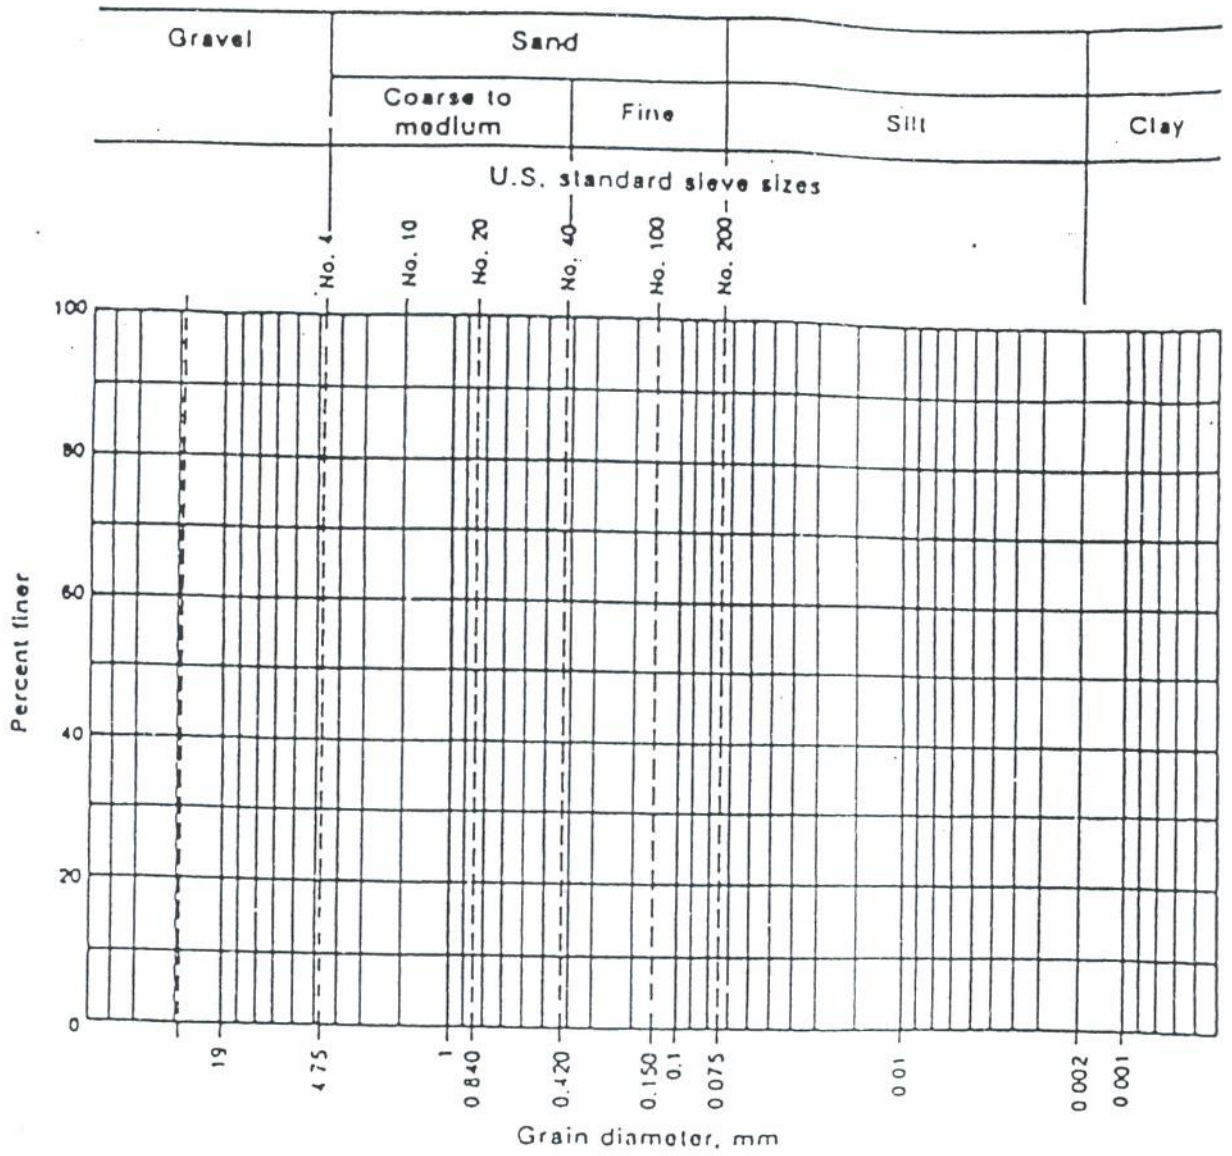 Gravel
Sand
Coarse to
medium
Fine
Silt
Clay
U.S. standard sieve sizes
No. 4
No. 10
No. 20
No. 40
No. 100
No. 200
100
80
60
40
20
0
Percent finer
19
4 75
1
0 840
0.420
0.150
0.1
0 075
0 01
0 002
0 001
Grain diameter, mm